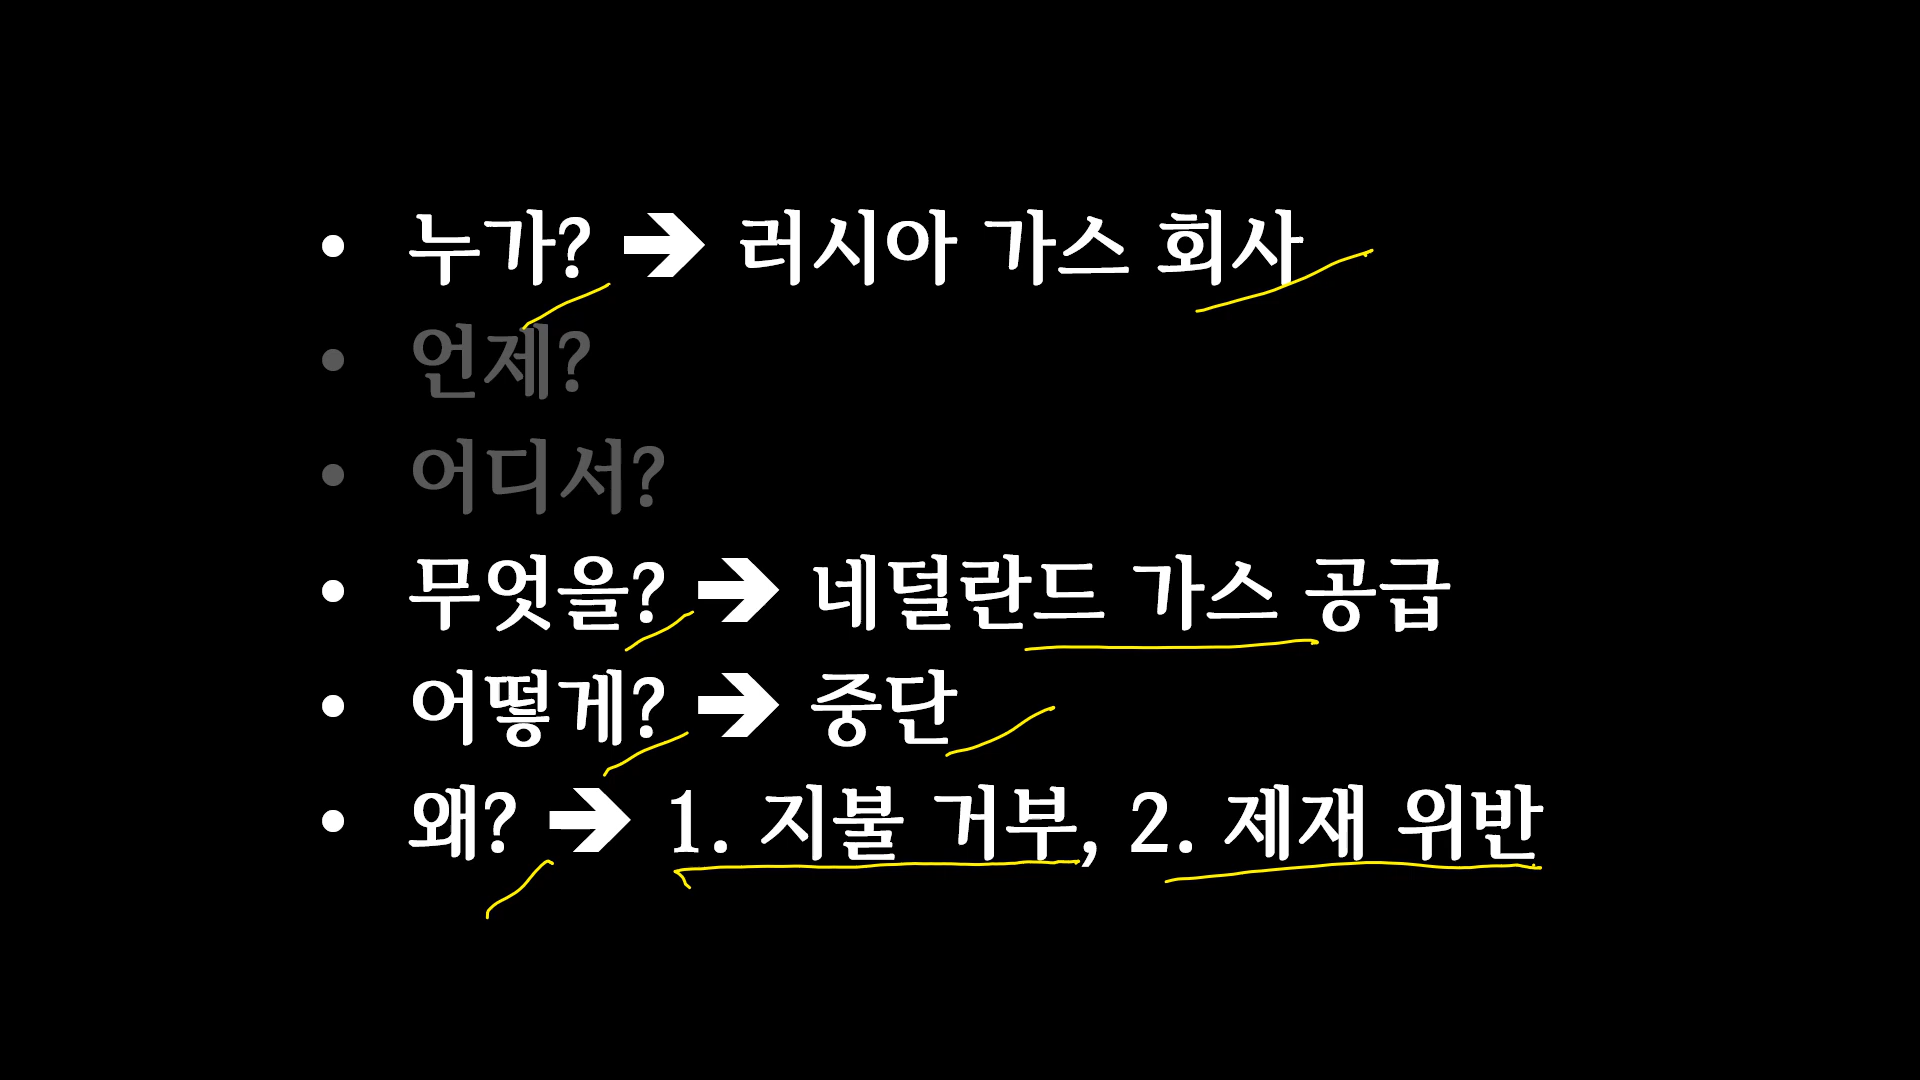 • 누가? ➔ 러시아 가스 회사
• 언제?
• 어디서?
• 무엇을? ➔ 네덜란드 가스 공급
• 어떻게? ➔ 중단
• 왜? ➔ 1. 지불 거부, 2. 제재 위반